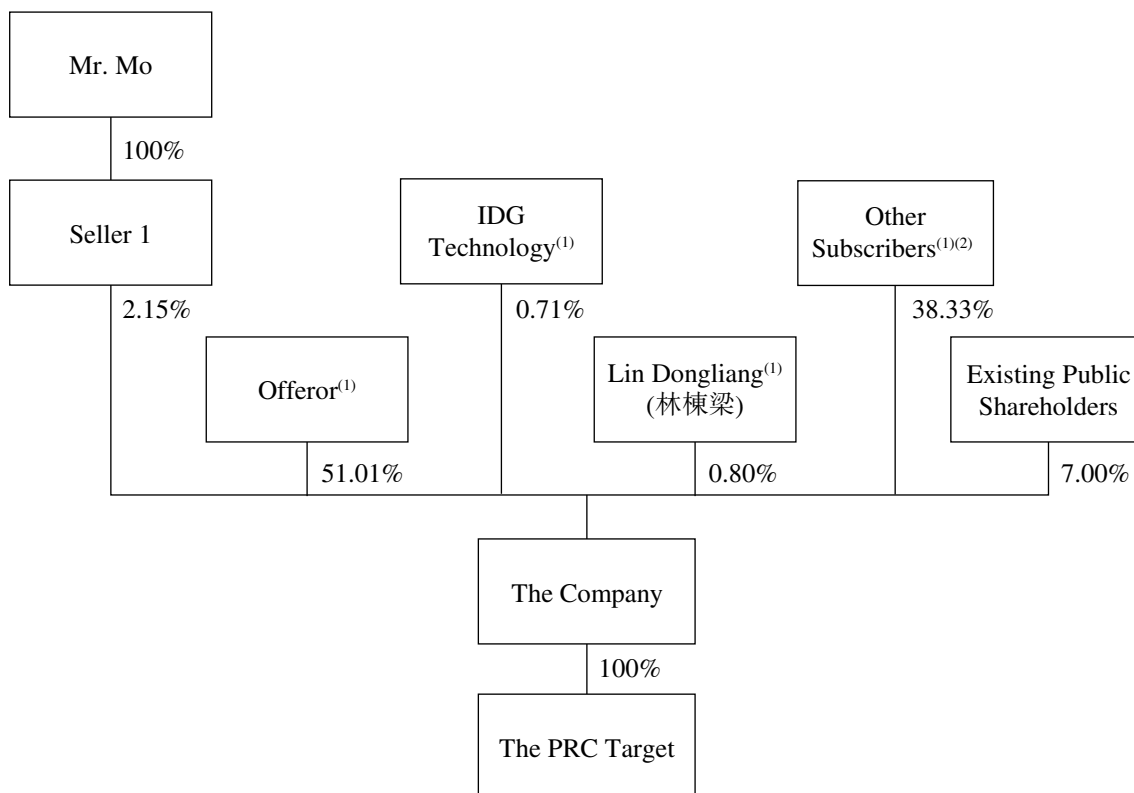 Mr. Mo
100%
Seller 1
IDG
Technology(1)
Other
Subscribers(1)(2)
2.15%
0.71%
38.33%
Offeror(1)
Lin Dongliang(1)
(林棟梁)
Existing Public
Shareholders
51.01%
0.80%
7.00%
The Company
100%
The PRC Target